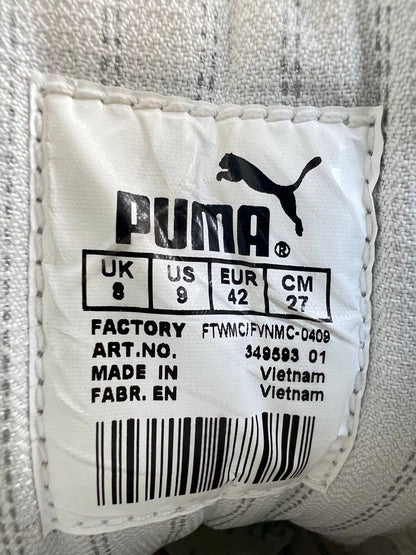 PUMA®
UK US EUR CM
8 9 42 27
FACTORY FTWMC/FVNMC-0409
ART.NO. 349593 01
MADE IN Vietnam
FABR. EN Vietnam